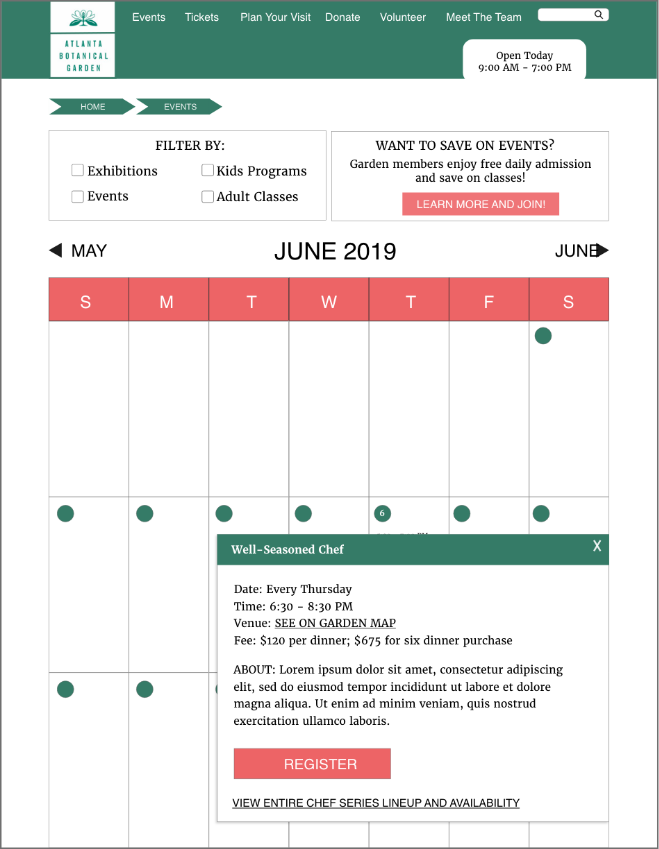 Events Tickets Plan Your Visit Donate Volunteer Meet The Team
ATLANTA
BOTANICAL
GARDEN
Open Today
9:00 AM - 7:00 PM
HOME EVENTS
FILTER BY:
Exhibitions Kids Programs
Events Adult Classes
WANT TO SAVE ON EVENTS?
Garden members enjoy free daily admission
and save on classes!
LEARN MORE AND JOIN!
MAY JUNE 2019 JUNE
S M T W T F S
6
Well-Seasoned Chef X
Date: Every Thursday
Time: 6:30 - 8:30 PM
Venue: SEE ON GARDEN MAP
Fee: $120 per dinner; $675 for six dinner purchase
ABOUT: Lorem ipsum dolor sit amet, consectetur adipiscing
elit, sed do eiusmod tempor incididunt ut labore et dolore
magna aliqua. Ut enim ad minim veniam, quis nostrud
exercitation ullamco laboris.
REGISTER
VIEW ENTIRE CHEF SERIES LINEUP AND AVAILABILITY